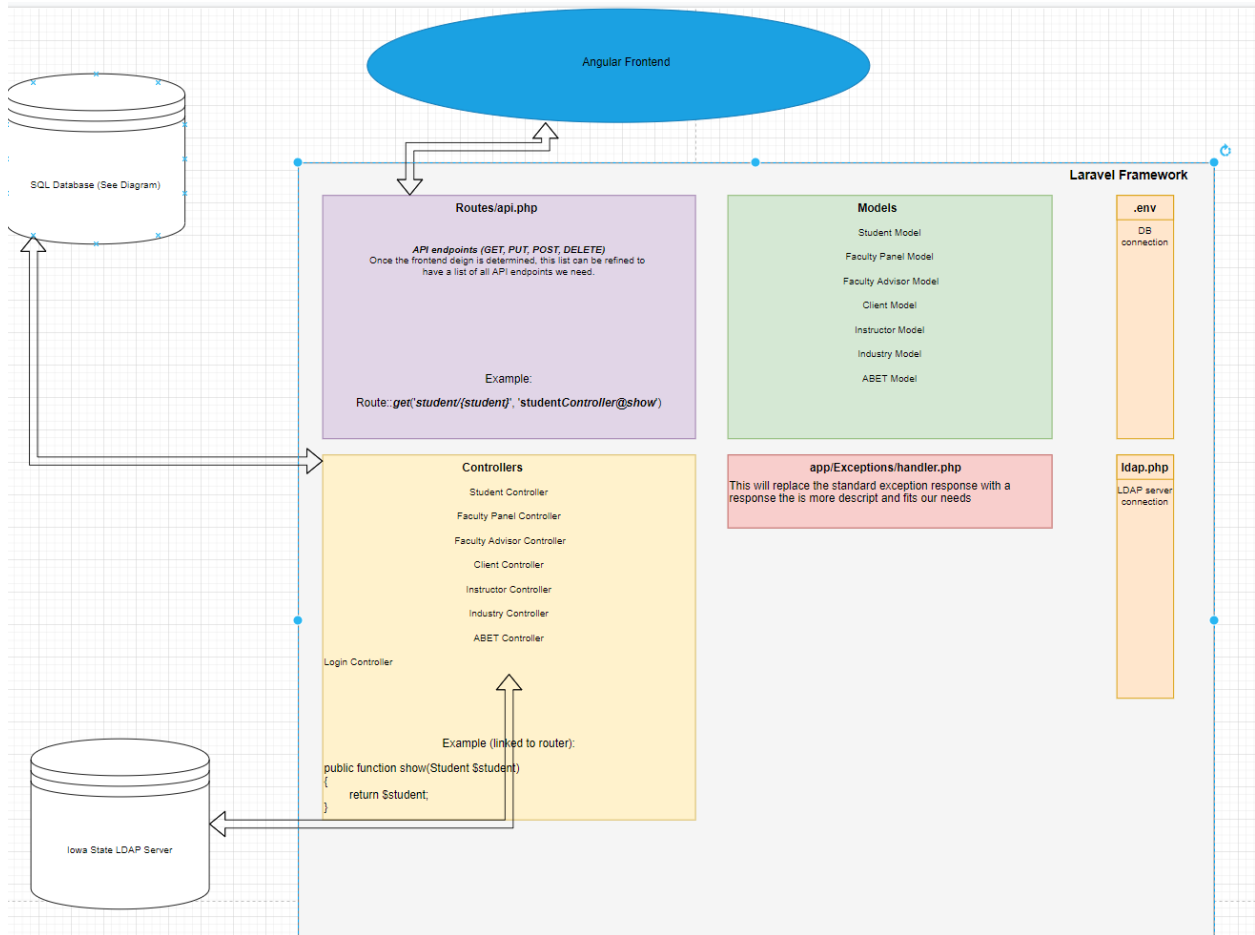 Angular Frontend
SQL Database (See Diagram)
Laravel Framework
Routes/api.php
API endpoints (GET, PUT, POST, DELETE)
Once the frontend deign is determined, this list can be refined to
have a list of all API endpoints we need.
Example:
Route::get('student/{student}', 'studentController@show')
Models
Student Model
Faculty Panel Model
Faculty Advisor Model
Client Model
Instructor Model
Industry Model
ABET Model
.env
DB
connection
Controllers
Student Controller
Faculty Panel Controller
Faculty Advisor Controller
Client Controller
Instructor Controller
Industry Controller
ABET Controller
Login Controller
Example (linked to router):
public function show(Student $student)
{
return $student;
}
app/Exceptions/handler.php
This will replace the standard exception response with a
response the is more descript and fits our needs
ldap.php
LDAP server
connection
Iowa State LDAP Server